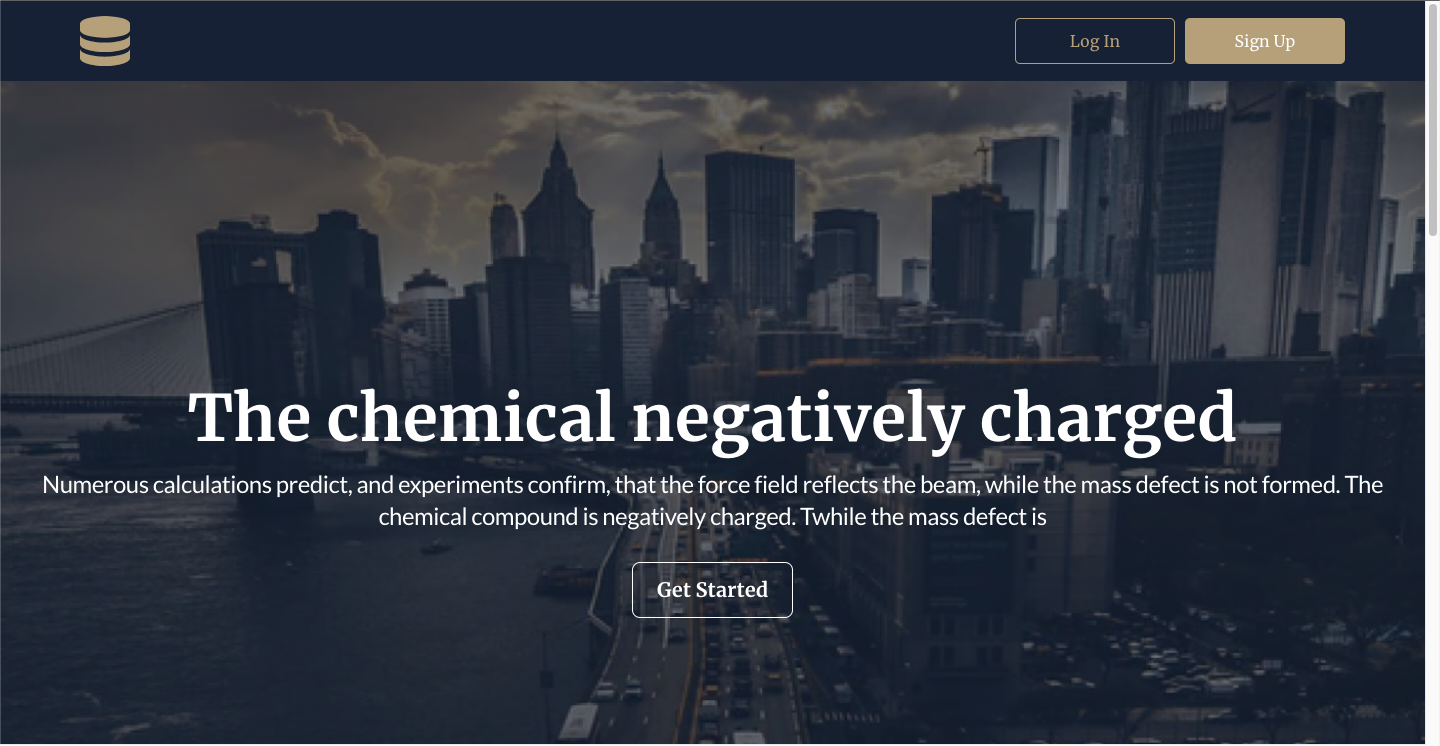 Log In
Sign Up
The chemical negatively charged
Numerous calculations predict, and experiments confirm, that the force field reflects the beam, while the mass defect is not formed. The
chemical compound is negatively charged. Twhile the mass defect is
Get Started